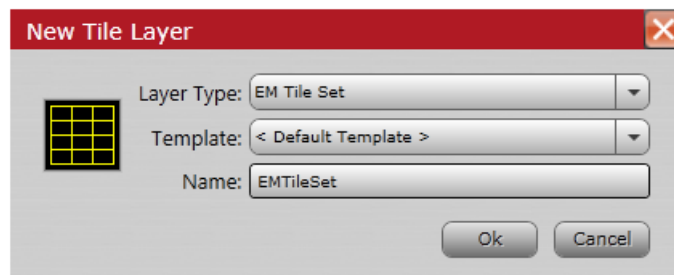 New Tile Layer
Layer Type: EM Tile Set
Template: < Default Template >
Name: EMTileSet
Ok Cancel